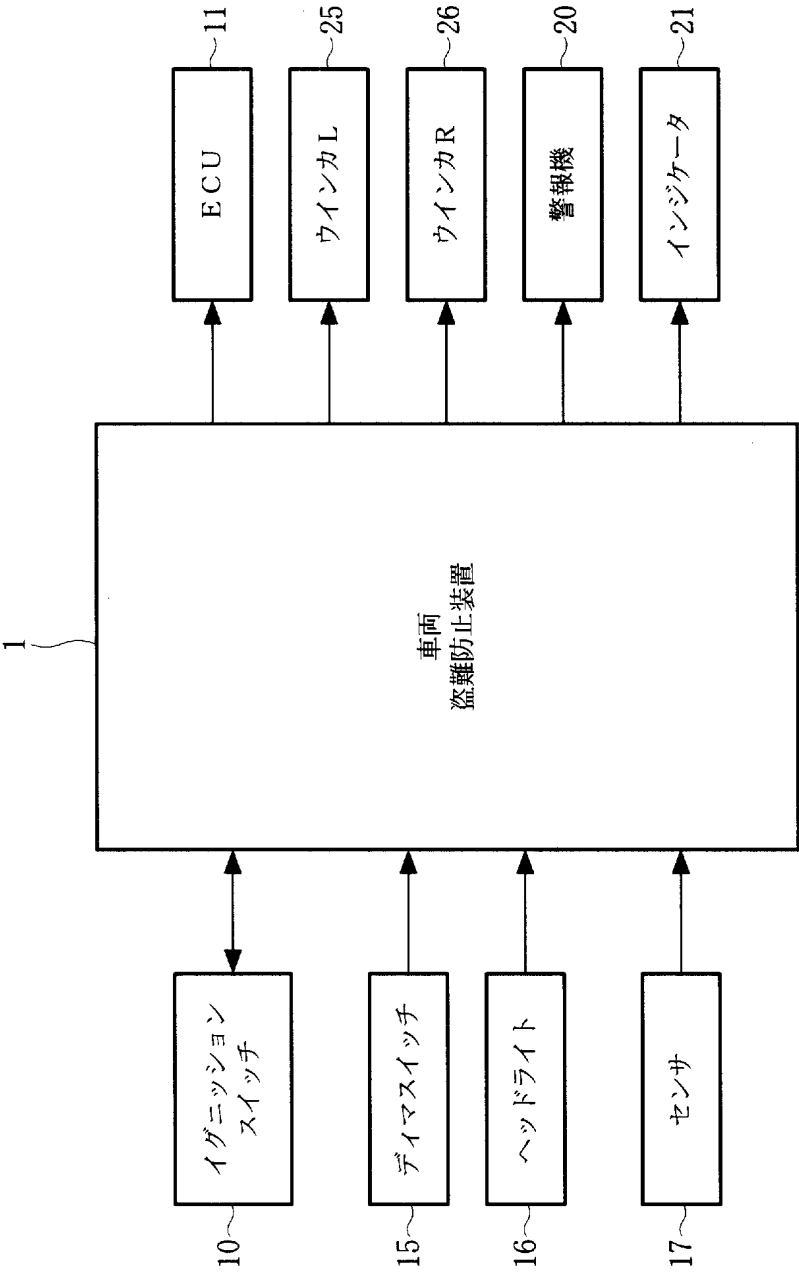 1
イグニッション
スイッチ
10
ディマスイッチ
15
ヘッドライト
16
センサ
17
車両
盗難防止装置
ECU
11
ウインカL
25
ウインカR
26
警報機
20
インジケータ
21